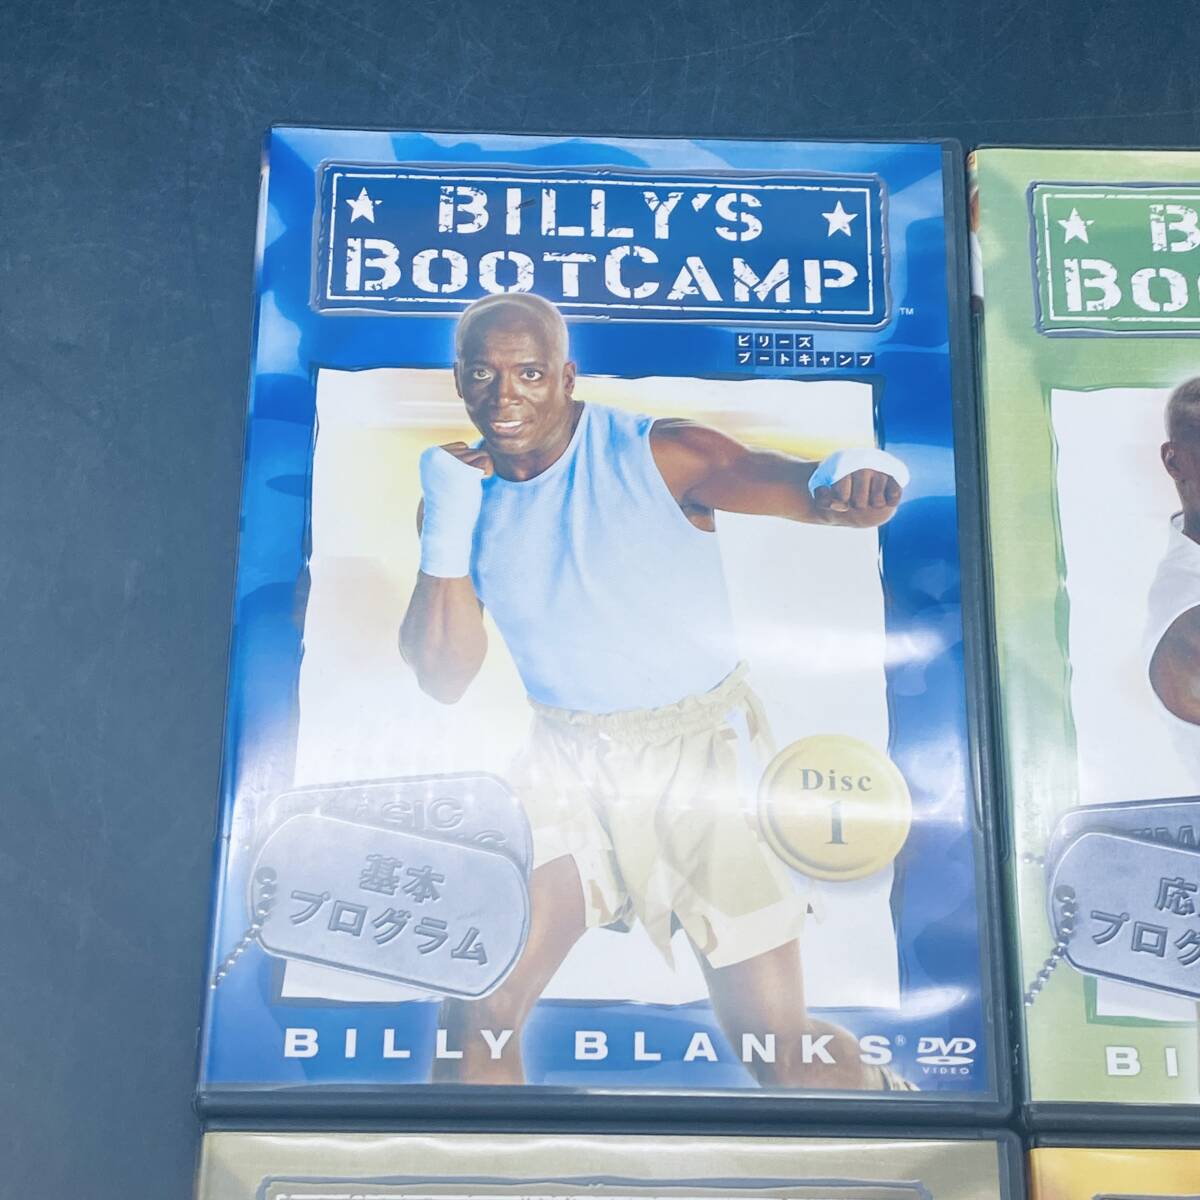 BILLY'S
BOOTCAMP
™
ビリーズ
ブートキャンプ
Disc
1
基本
プログラム
BILLY BLANKS®
DVD
VIDEO
B
BO
応
プログ
BI